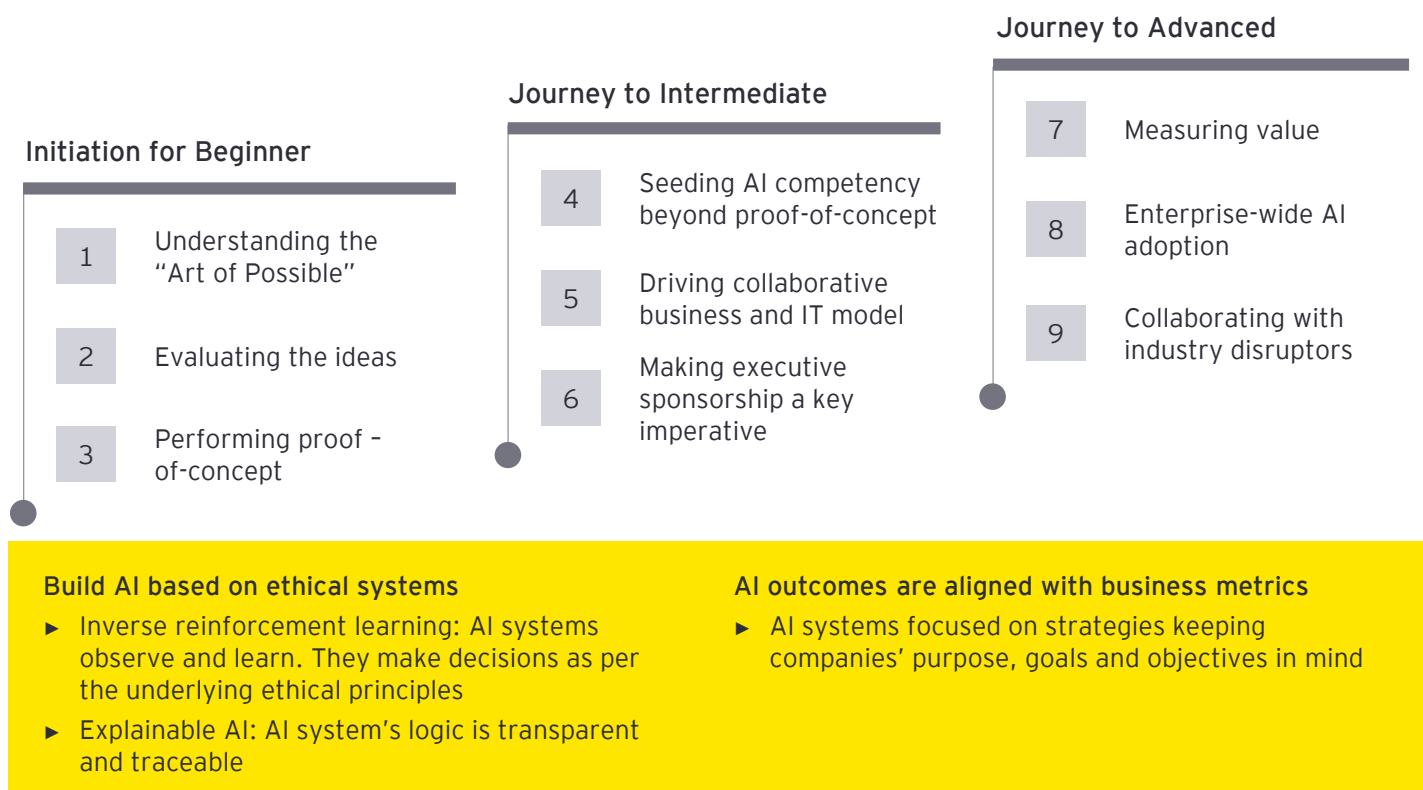 Initiation for Beginner
1
Understanding the
“Art of Possible”
2
Evaluating the ideas
3
Performing proof –
of-concept
Journey to Intermediate
4
Seeding AI competency
beyond proof-of-concept
5
Driving collaborative
business and IT model
6
Making executive
sponsorship a key
imperative
Journey to Advanced
7
Measuring value
8
Enterprise-wide AI
adoption
9
Collaborating with
industry disruptors
Build AI based on ethical systems
► Inverse reinforcement learning: AI systems
observe and learn. They make decisions as per
the underlying ethical principles
► Explainable AI: AI system’s logic is transparent
and traceable
AI outcomes are aligned with business metrics
► AI systems focused on strategies keeping
companies’ purpose, goals and objectives in mind